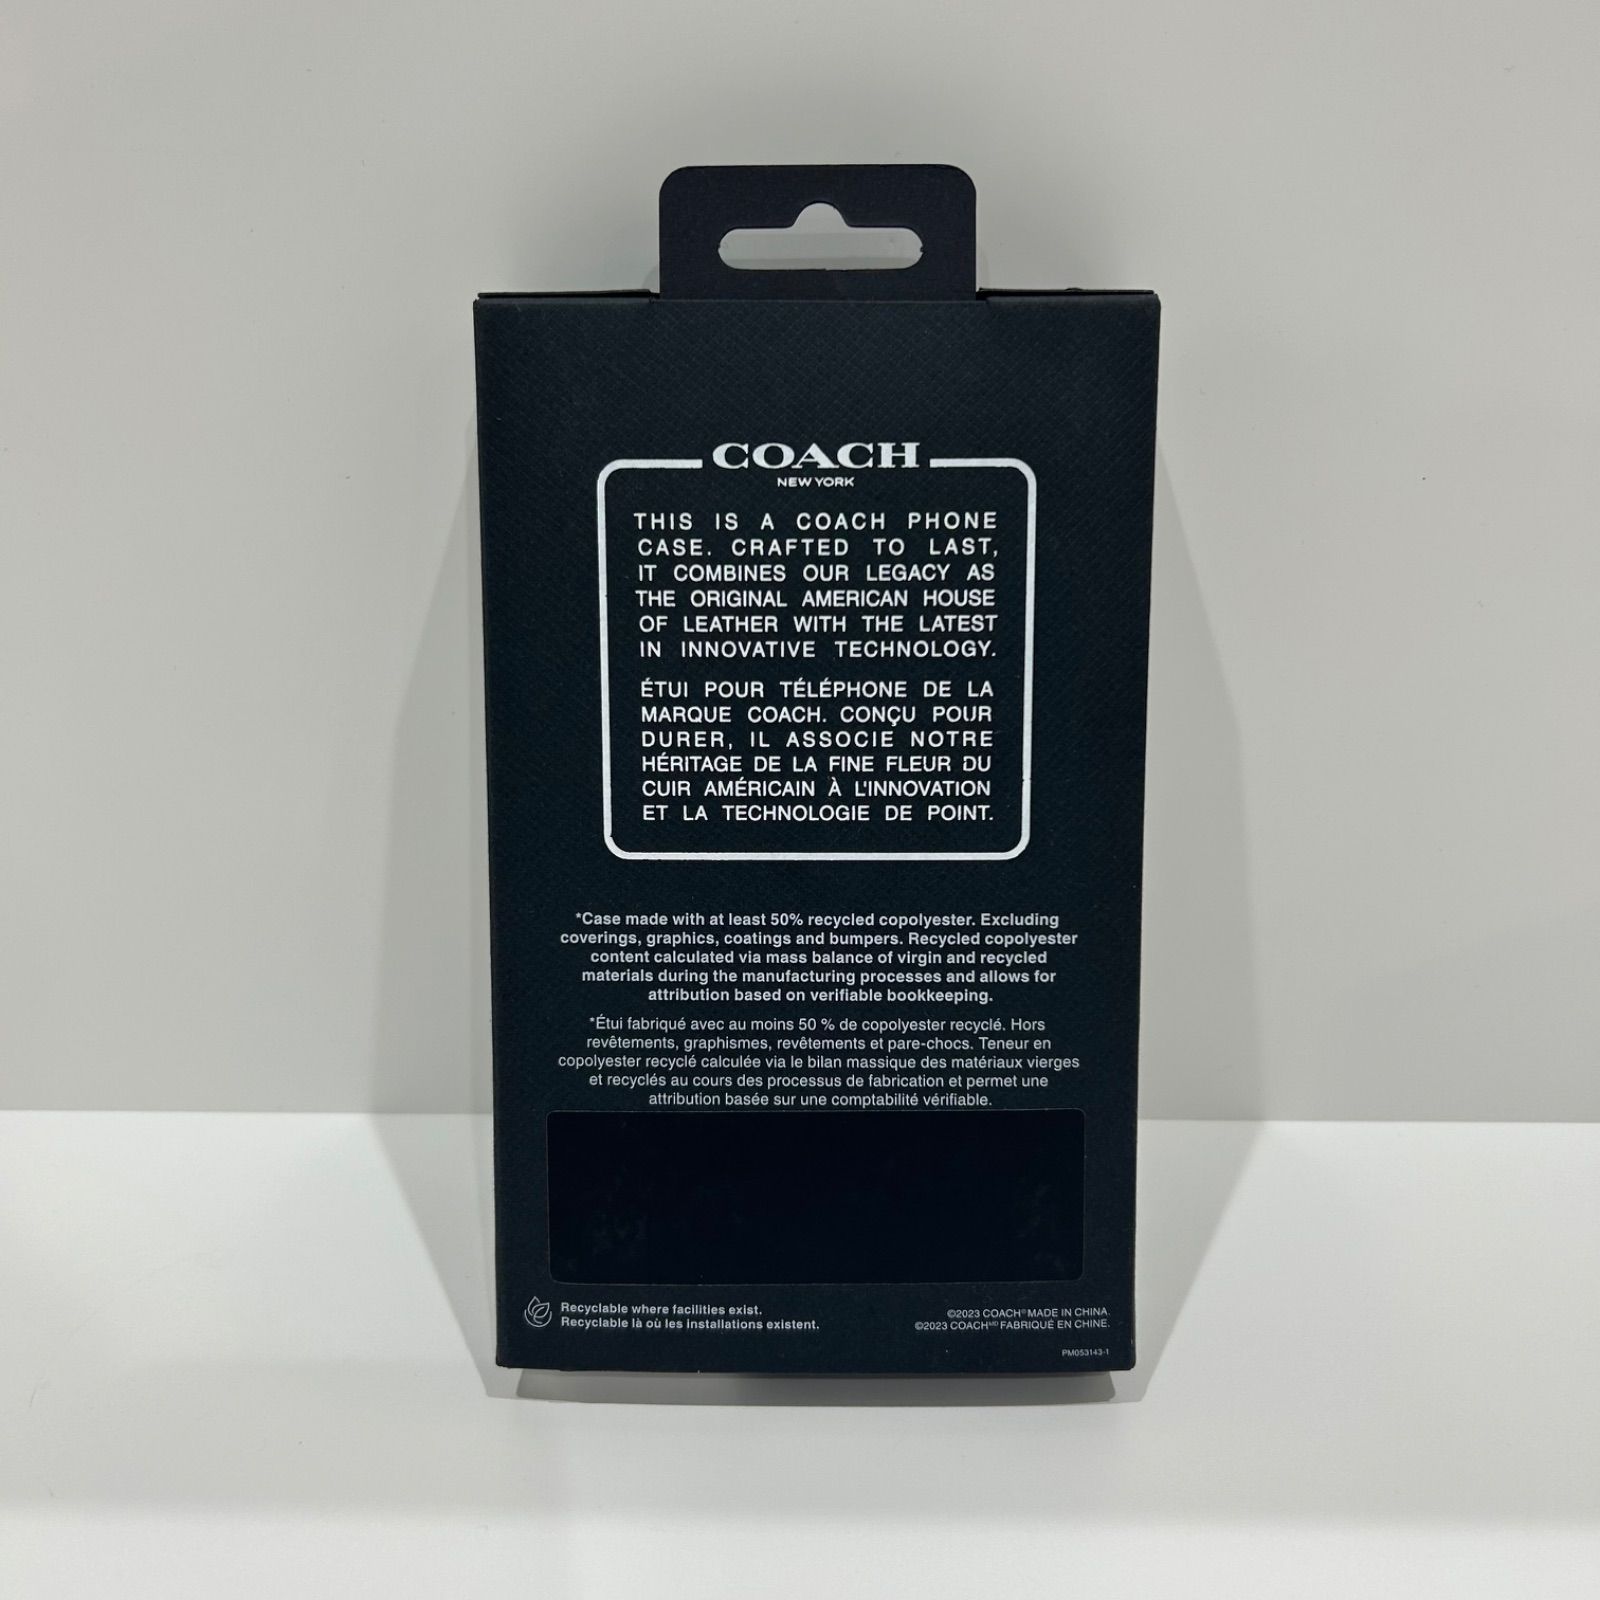 COACH
NEW YORK
THIS IS A COACH PHONE
CASE. CRAFTED TO LAST,
IT COMBINES OUR LEGACY AS
THE ORIGINAL AMERICAN HOUSE
OF LEATHER WITH THE LATEST
IN INNOVATIVE TECHNOLOGY.
ÉTUI POUR TÉLÉPHONE DE LA
MARQUE COACH. CONÇU POUR
DURER, IL ASSOCIE NOTRE
HÉRITAGE DE LA FINE FLEUR DU
CUIR AMÉRICAIN À L'INNOVATION
ET LA TECHNOLOGIE DE POINT.
*Case made with at least 50% recycled copolyester. Excluding
coverings, graphics, coatings and bumpers. Recycled copolyester
content calculated via mass balance of virgin and recycled
materials during the manufacturing processes and allows for
attribution based on verifiable bookkeeping.
*Étui fabriqué avec au moins 50 % de copolyester recyclé. Hors
revêtements, graphismes, revêtements et pare-chocs. Teneur en
copolyester recyclé calculée via le bilan massique des matériaux vierges
et recyclés au cours des processus de fabrication et permet une
attribution basée sur une comptabilité vérifiable.
Recyclable where facilities exist.
Recyclable là où les installations existent.
©2023 COACH® MADE IN CHINA.
©2023 COACH ᴹᴰ FABRIQUÉ EN CHINE.
PM053143-1